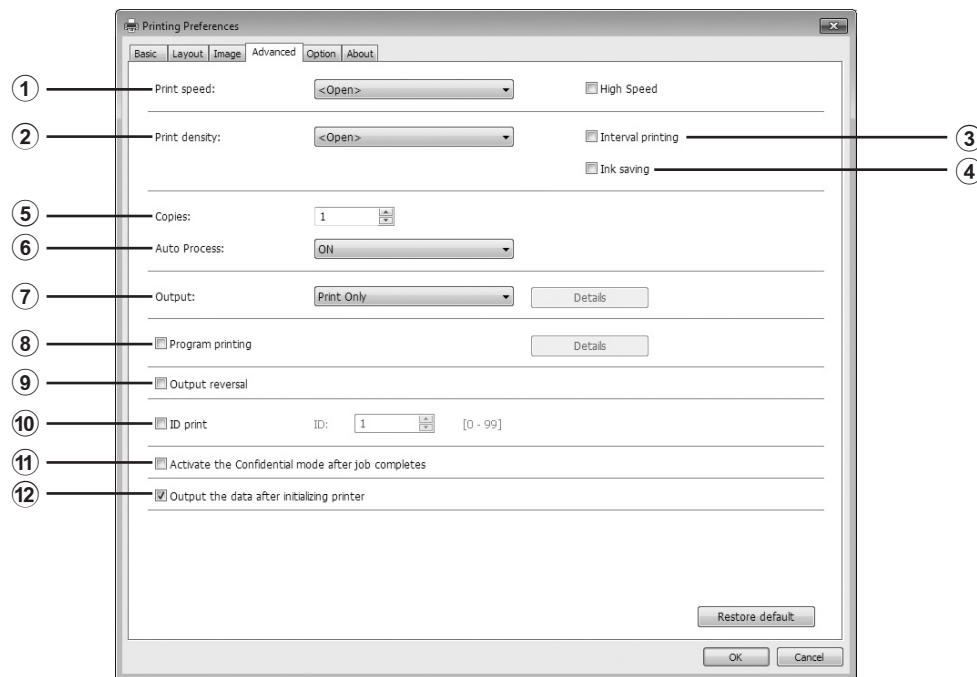 Printing Preferences
Basic Layout Image Advanced Option About
1 Print speed: <Open> High Speed
2 Print density: <Open> Interval printing 3
Ink saving 4
5 Copies: 1
6 Auto Process: ON
7 Output: Print Only Details
8 Program printing Details
9 Output reversal
10 ID print ID: 1 [0 - 99]
11 Activate the Confidential mode after job completes
12 Output the data after initializing printer
Restore default
OK Cancel